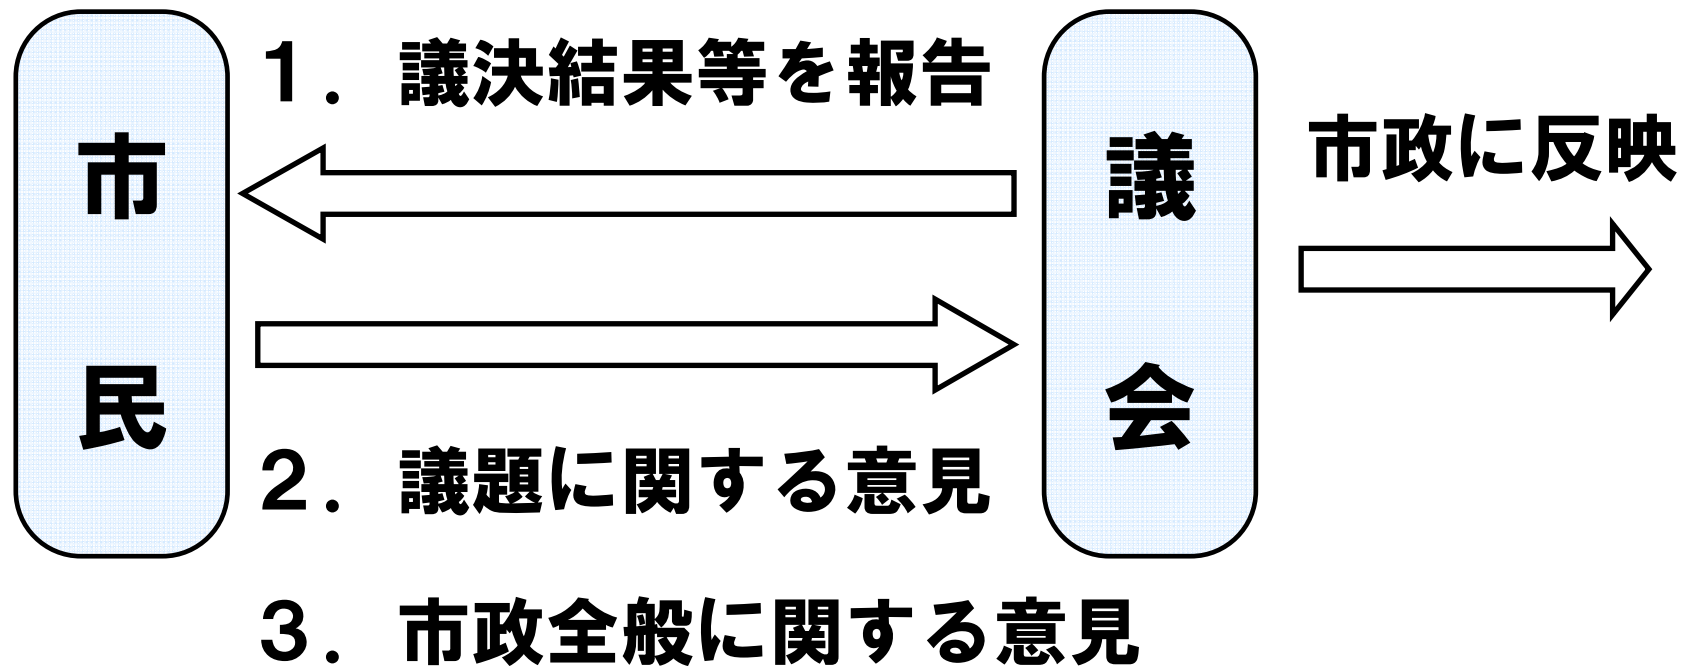 １．議決結果等を報告
市民
議会
市政に反映
２．議題に関する意見
３．市政全般に関する意見